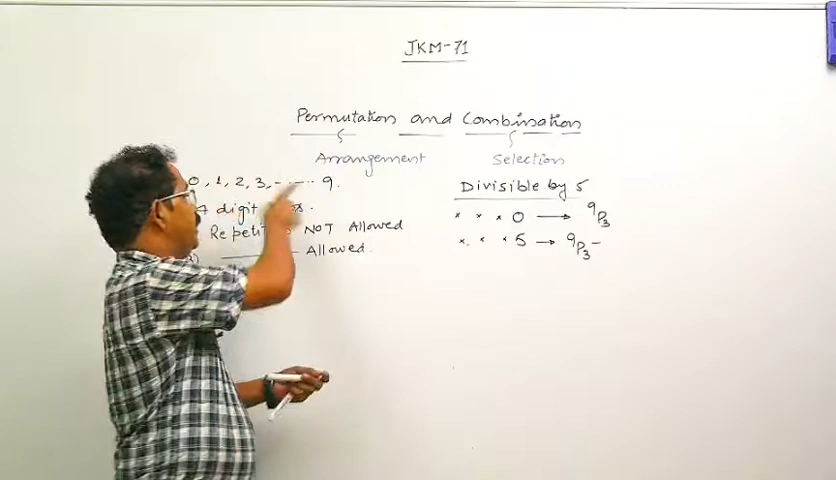 JKM-71
Permutation and Combination
Arrangement Selection
0, 1, 2, 3, - - - - 9.
digit
NOT Allowed
Allowed.
Divisible by 5
× × × 0 → ⁹P₃
× × × 5 → ⁹P₃ –